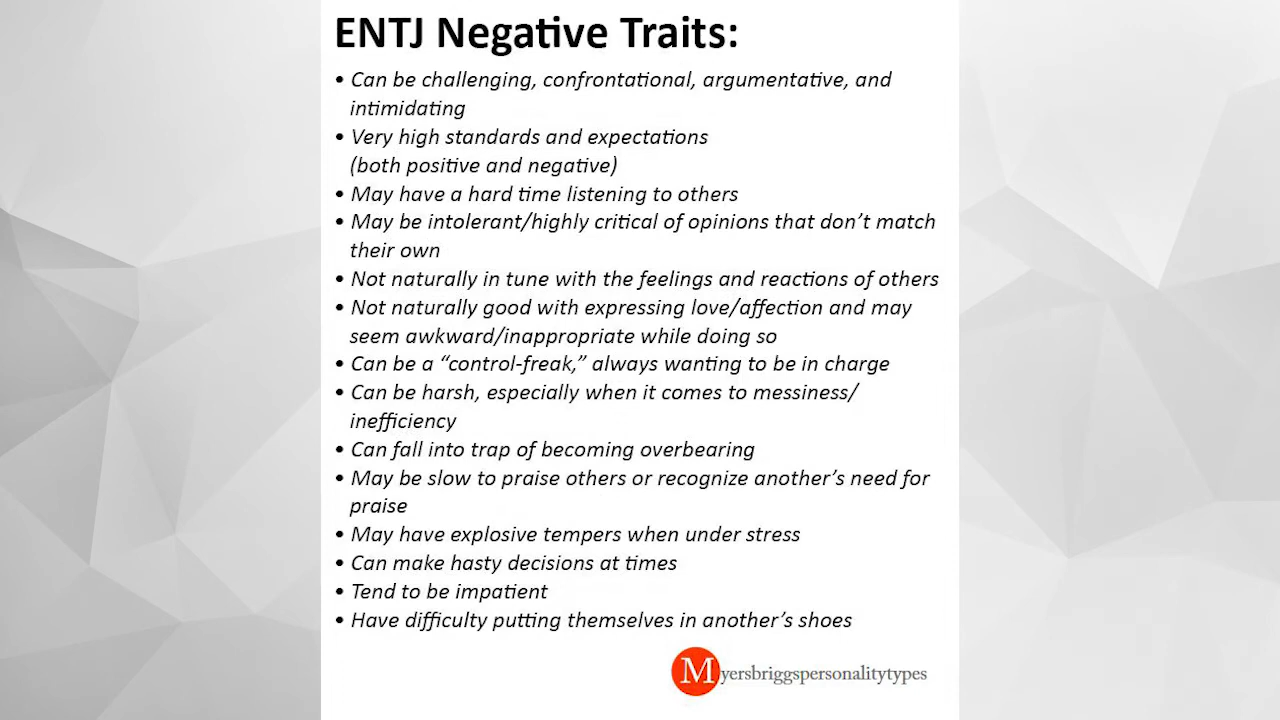 ENTJ Negative Traits:
• Can be challenging, confrontational, argumentative, and
intimidating
• Very high standards and expectations
(both positive and negative)
• May have a hard time listening to others
• May be intolerant/highly critical of opinions that don’t match
their own
• Not naturally in tune with the feelings and reactions of others
• Not naturally good with expressing love/affection and may
seem awkward/inappropriate while doing so
• Can be a “control-freak,” always wanting to be in charge
• Can be harsh, especially when it comes to messiness/
inefficiency
• Can fall into trap of becoming overbearing
• May be slow to praise others or recognize another’s need for
praise
• May have explosive tempers when under stress
• Can make hasty decisions at times
• Tend to be impatient
• Have difficulty putting themselves in another’s shoes
Myersbriggspersonalitytypes